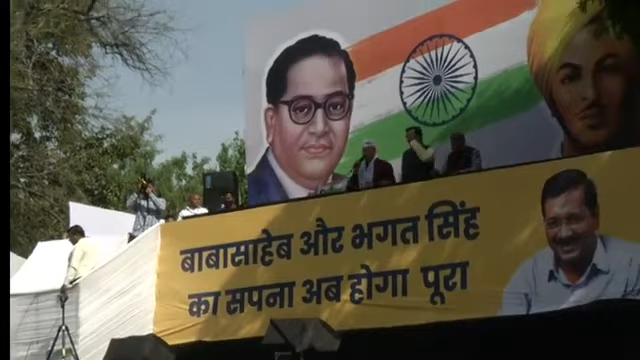 बाबासाहेब और भगत सिंह
का सपना अब होगा पूरा